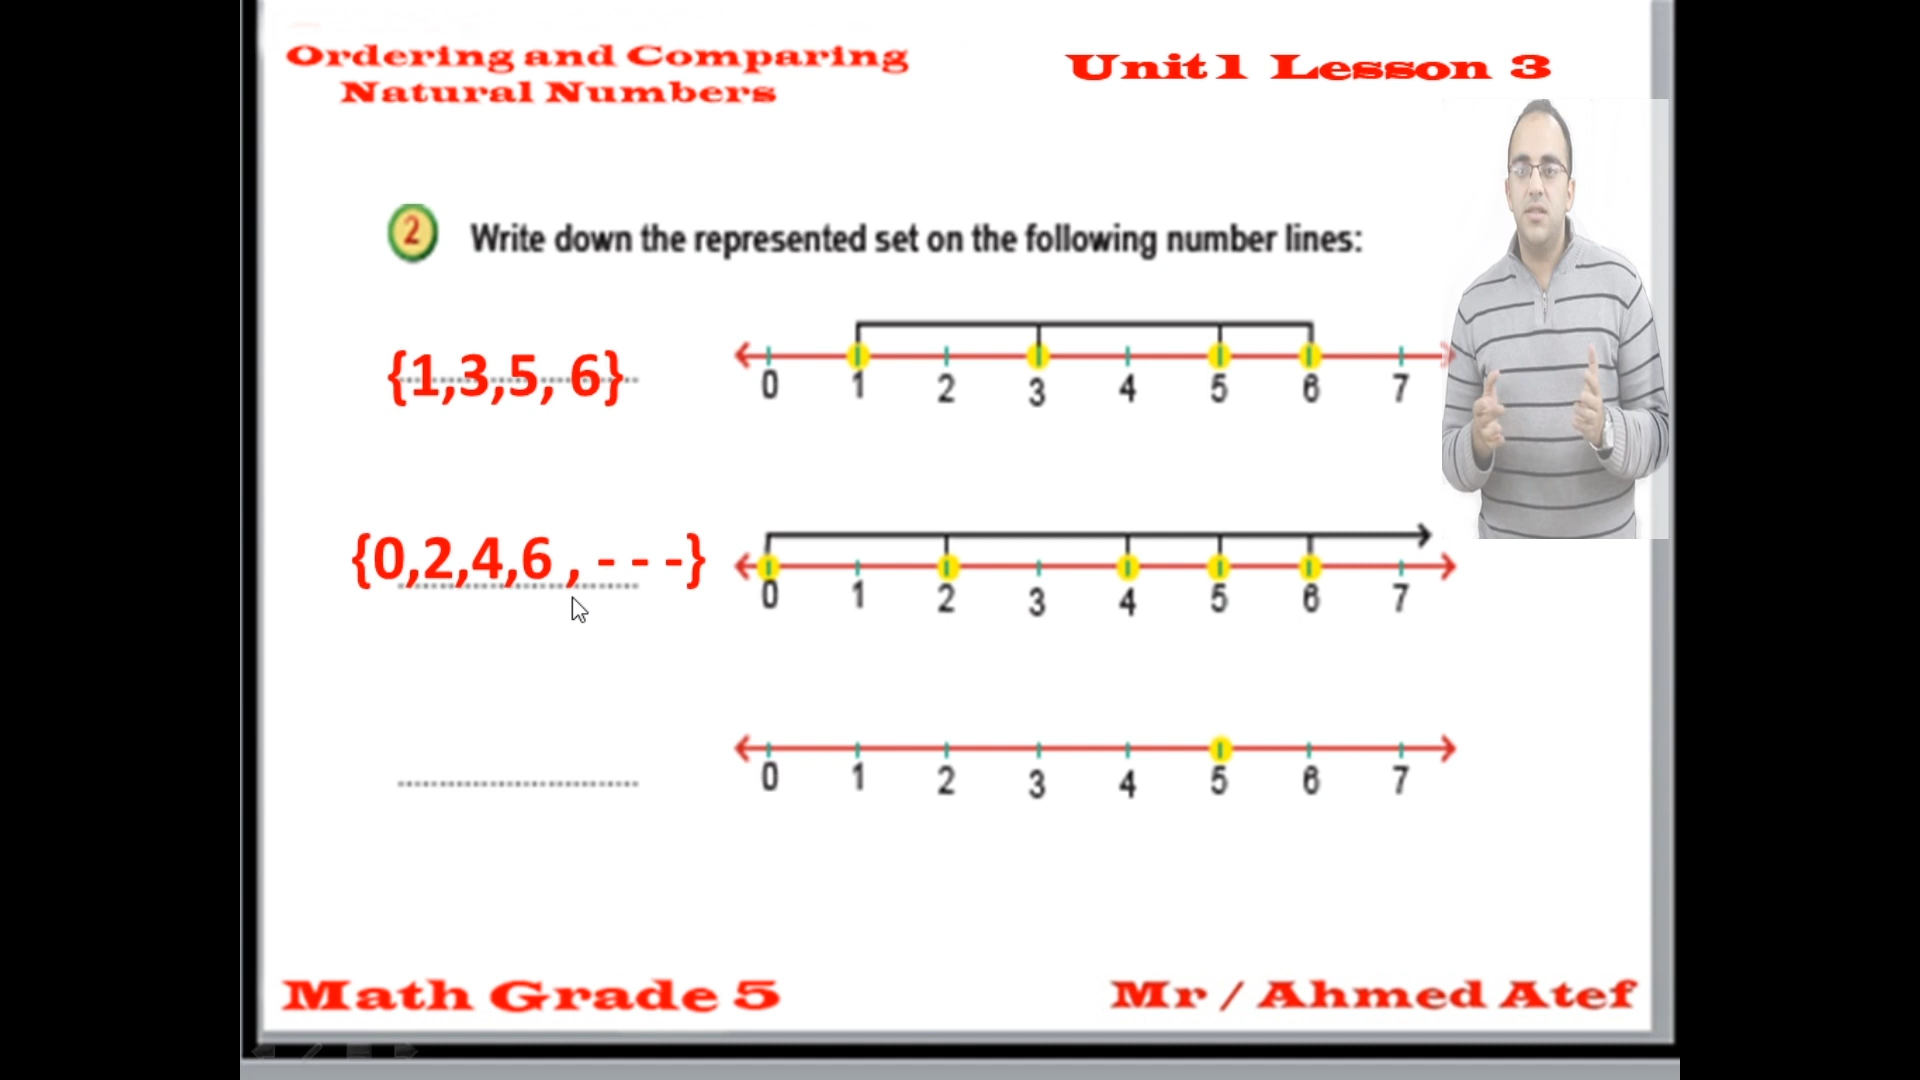 Ordering and Comparing
Natural Numbers
Unit 1 Lesson 3
2 Write down the represented set on the following number lines:
{1,3,5, 6}
0 1 2 3 4 5 6 7
{0,2,4,6 , - - -}
0 1 2 3 4 5 6 7
0 1 2 3 4 5 6 7
Math Grade 5
Mr / Ahmed Atef